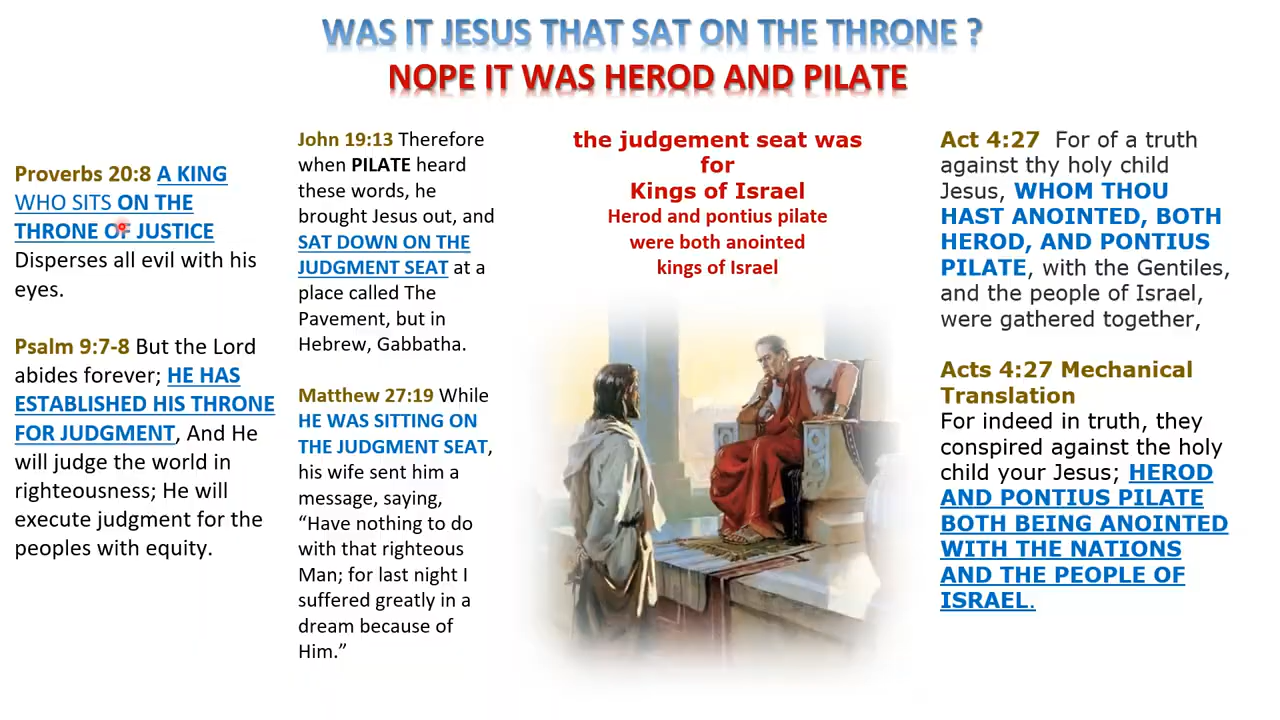 WAS IT JESUS THAT SAT ON THE THRONE ?
NOPE IT WAS HEROD AND PILATE
Proverbs 20:8 A KING
WHO SITS ON THE
THRONE OF JUSTICE
Disperses all evil with his
eyes.
Psalm 9:7-8 But the Lord
abides forever; HE HAS
ESTABLISHED HIS THRONE
FOR JUDGMENT, And He
will judge the world in
righteousness; He will
execute judgment for the
peoples with equity.
John 19:13 Therefore
when PILATE heard
these words, he
brought Jesus out, and
SAT DOWN ON THE
JUDGMENT SEAT at a
place called The
Pavement, but in
Hebrew, Gabbatha.
Matthew 27:19 While
HE WAS SITTING ON
THE JUDGMENT SEAT,
his wife sent him a
message, saying,
“Have nothing to do
with that righteous
Man; for last night I
suffered greatly in a
dream because of
Him.”
the judgement seat was
for
Kings of Israel
Herod and pontius pilate
were both anointed
kings of Israel
Act 4:27 For of a truth
against thy holy child
Jesus, WHOM THOU
HAST ANOINTED, BOTH
HEROD, AND PONTIUS
PILATE, with the Gentiles,
and the people of Israel,
were gathered together,
Acts 4:27 Mechanical
Translation
For indeed in truth, they
conspired against the holy
child your Jesus; HEROD
AND PONTIUS PILATE
BOTH BEING ANOINTED
WITH THE NATIONS
AND THE PEOPLE OF
ISRAEL.